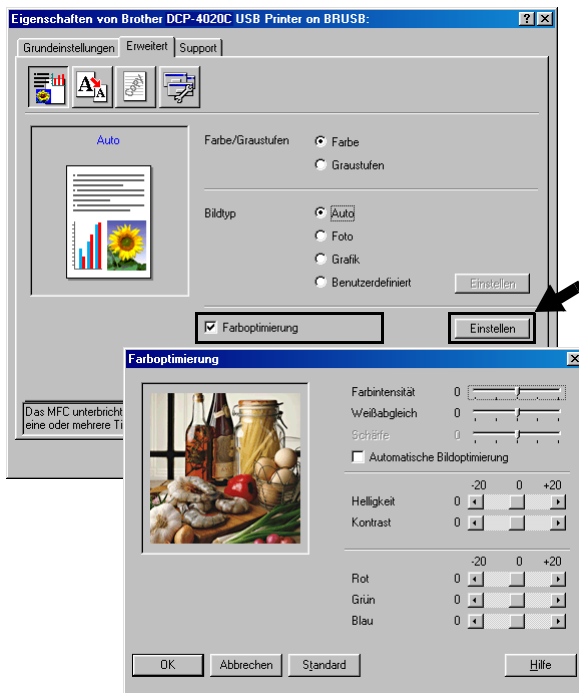 Eigenschaften von Brother DCP-4020C USB Printer on BRUSB:
Grundeinstellungen Erweitert Support
Copy
Auto
Farbe/Graustufen
Farbe
Graustufen
Bildtyp
Auto
Foto
Grafik
Benutzerdefiniert
Einstellen
Farboptimierung
Einstellen
Das MFC unterbricht
eine oder mehrere Ti
Farboptimierung
Farbintensität 0
Weißabgleich 0
Schärfe 0
Automatische Bildoptimierung
-20 0 +20
Helligkeit 0
Kontrast 0
-20 0 +20
Rot 0
Grün 0
Blau 0
OK Abbrechen Standard Hilfe